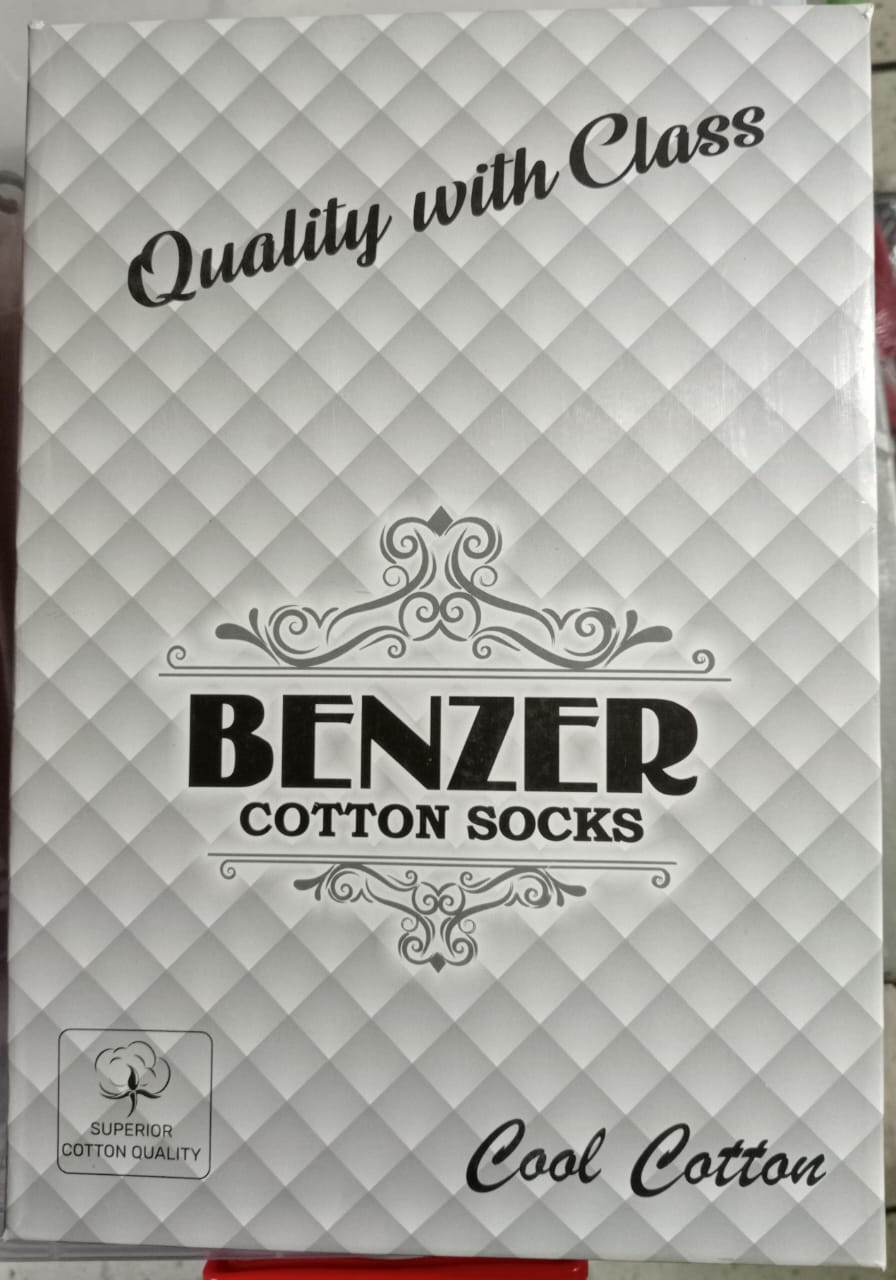 Quality with Class
BENZER
COTTON SOCKS
SUPERIOR
COTTON QUALITY
Cool Cotton